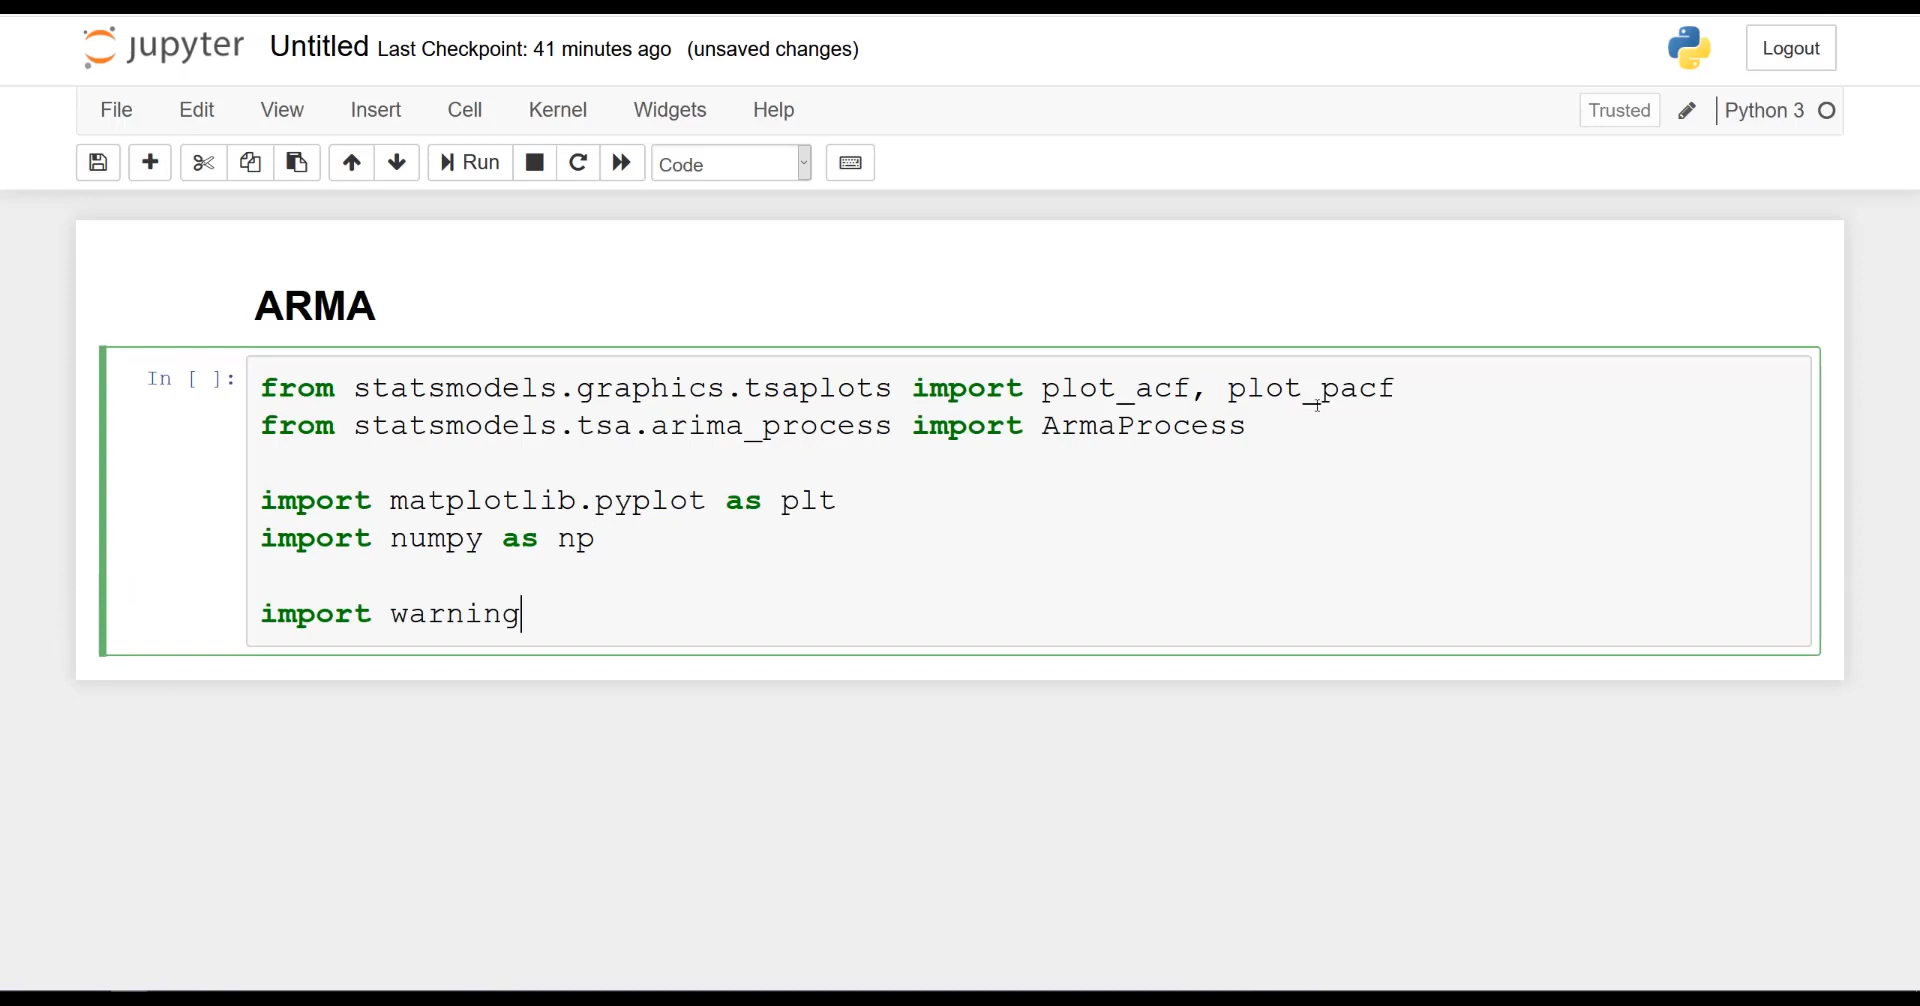 jupyter Untitled Last Checkpoint: 41 minutes ago (unsaved changes) Logout
File Edit View Insert Cell Kernel Widgets Help Trusted Python 3
Run Code
ARMA
In [ ]: from statsmodels.graphics.tsaplots import plot_acf, plot_pacf
from statsmodels.tsa.arima_process import ArmaProcess
import matplotlib.pyplot as plt
import numpy as np
import warning